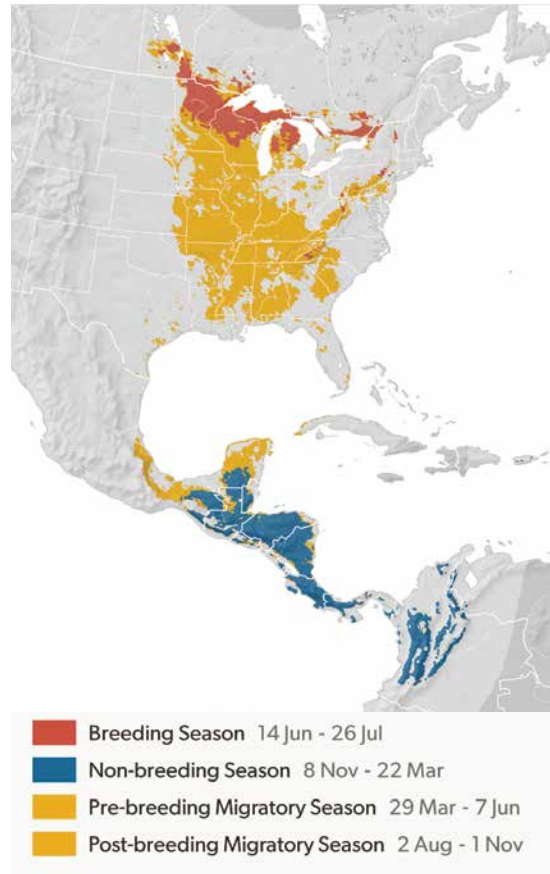 Breeding Season 14 Jun - 26 Jul
Non-breeding Season 8 Nov - 22 Mar
Pre-breeding Migratory Season 29 Mar - 7 Jun
Post-breeding Migratory Season 2 Aug - 1 Nov